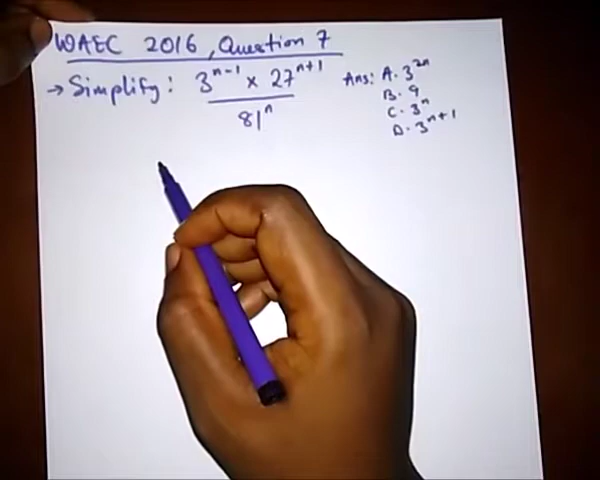 WAEC 2016, Question 7
→ Simplify: 3^{n-1} × 27^{n+1} / 81^n
Ans: A. 3^{2n}
B. 9
C. 3^n
D. 3^{n+1}